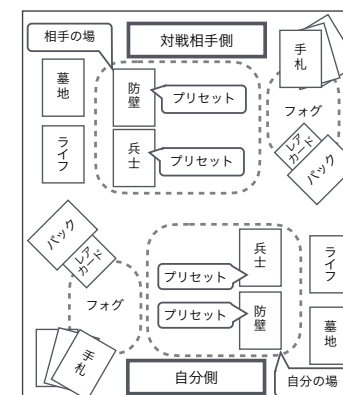 相手の場
対戦相手側
手札
墓地
防壁
プリセット
フォグ
ライフ
兵士
プリセット
レアカード
パック
パック
レアカード
兵士
ライフ
プリセット
フォグ
プリセット
防壁
墓地
手札
自分側
自分の場